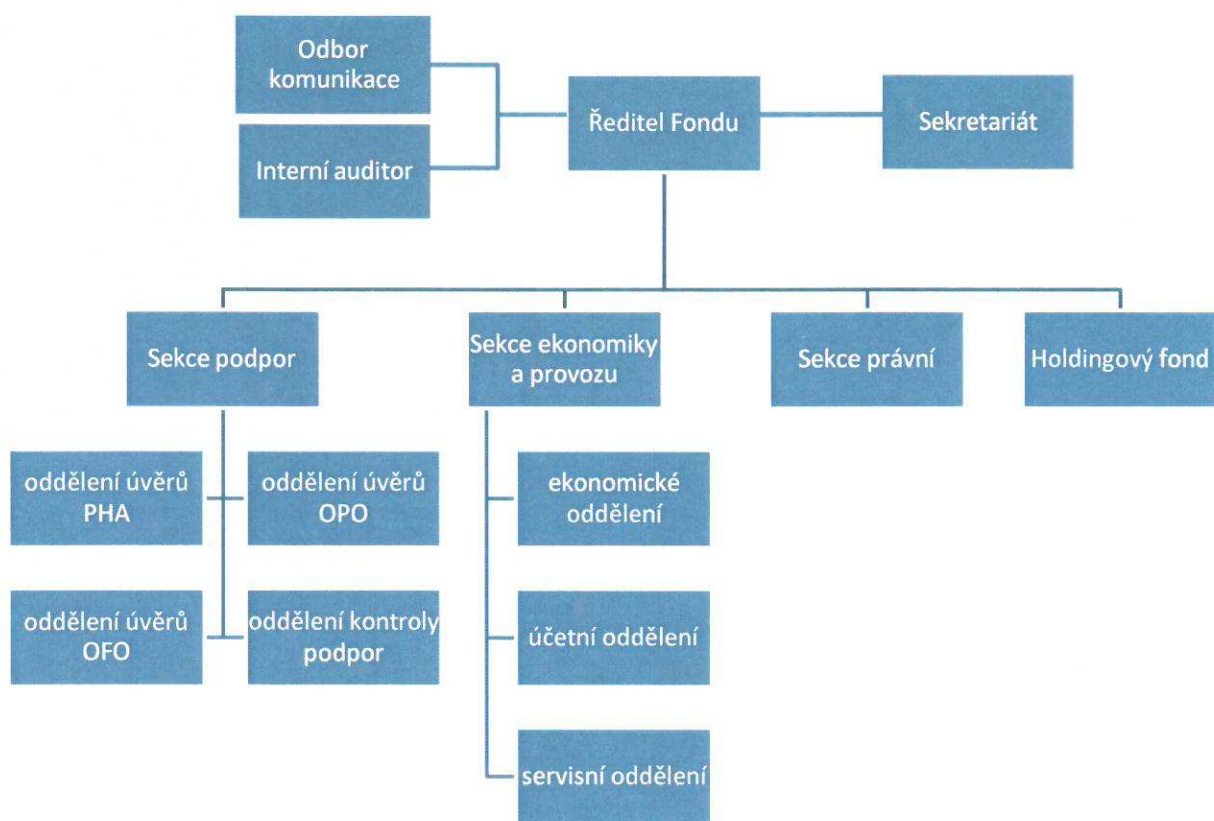 Odbor
komunikace
Interní auditor
Ředitel Fondu
Sekretariát
Sekce podpor
Sekce ekonomiky
a provozu
Sekce právní
Holdingový fond
oddělení úvěrů
PHA
oddělení úvěrů
OPO
oddělení úvěrů
OFO
oddělení kontroly
podpor
ekonomické
oddělení
účetní oddělení
servisní oddělení